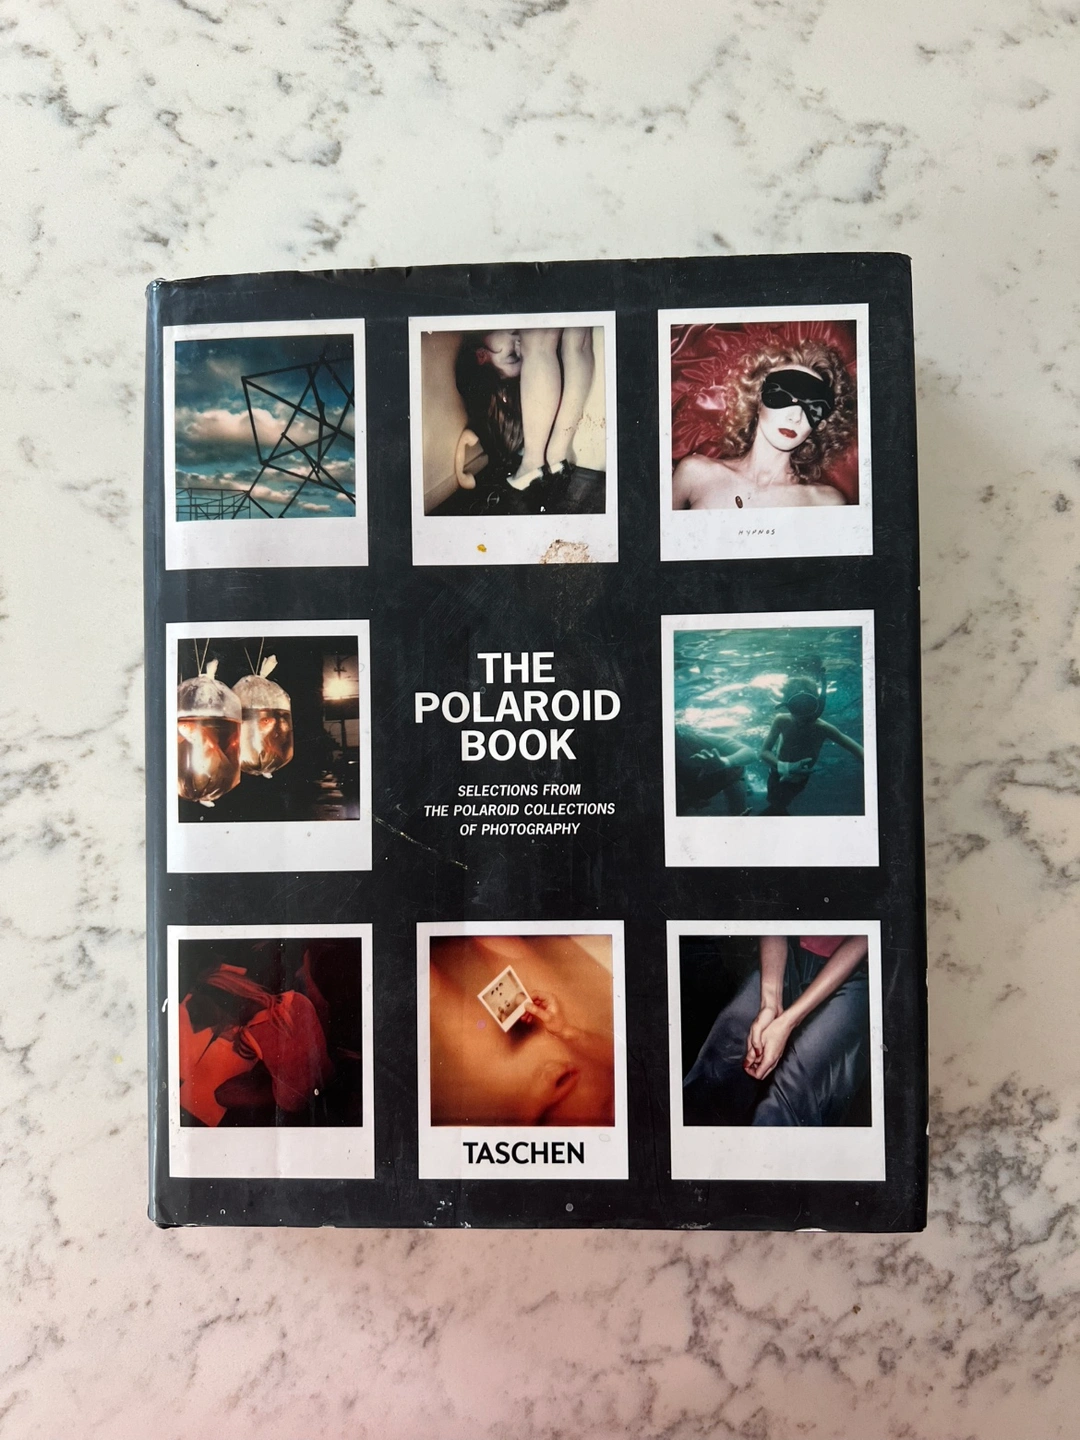 HYPNOS
THE
POLAROID
BOOK
SELECTIONS FROM
THE POLAROID COLLECTIONS
OF PHOTOGRAPHY
TASCHEN